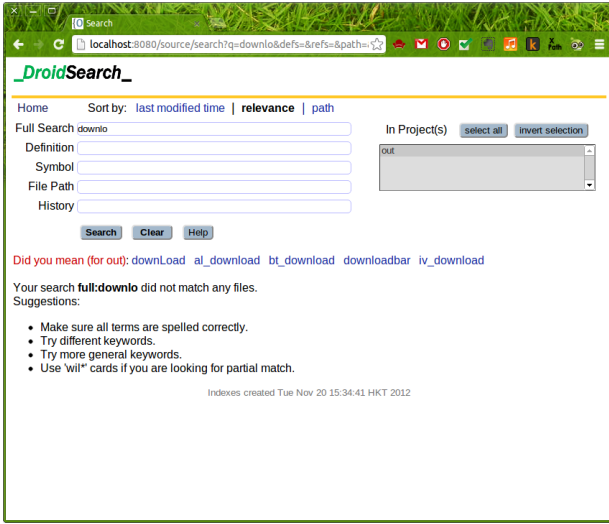 {O Search
localhost:8080/source/search?q=downlo&defs=&refs=&path=
_DroidSearch_
Home Sort by: last modified time | relevance | path
Full Search downlo
In Project(s) select all invert selection
Definition
out
Symbol
File Path
History
Search Clear Help
Did you mean (for out): downLoad al_download bt_download downloadbar iv_download
Your search full:downlo did not match any files.
Suggestions:
Make sure all terms are spelled correctly.
Try different keywords.
Try more general keywords.
Use 'wil*' cards if you are looking for partial match.
Indexes created Tue Nov 20 15:34:41 HKT 2012